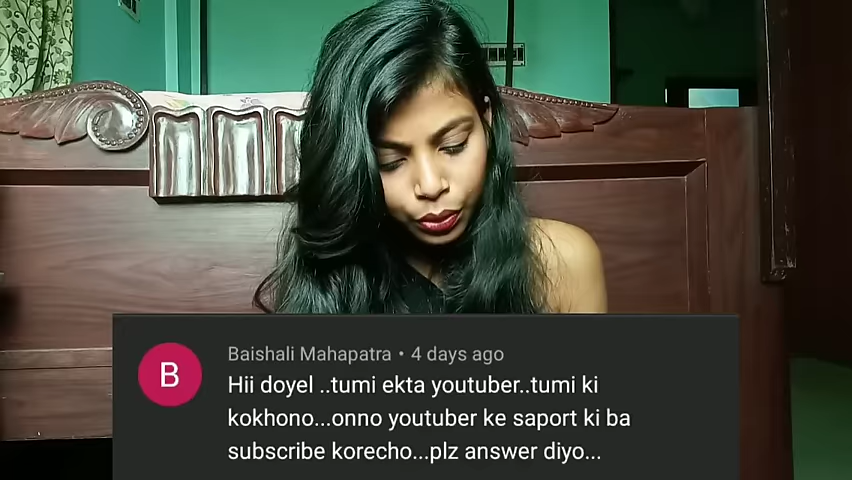 B
Baishali Mahapatra • 4 days ago
Hii doyel ..tumi ekta youtuber..tumi ki
kokhono...onno youtuber ke saport ki ba
subscribe korecho...plz answer diyo...